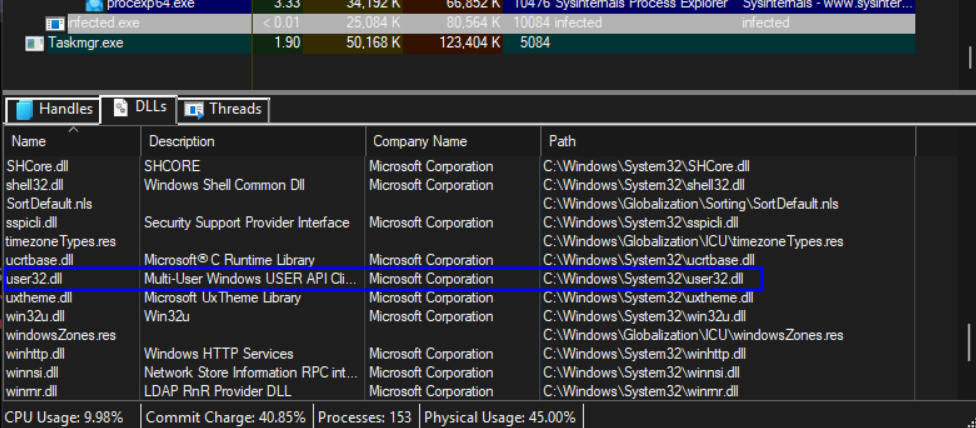 procexp64.exe 3.33 34,192 K 66,852 K 10476 Sysinternals Process Explorer Sysinternals - www.sysinter...
infected.exe < 0.01 25,084 K 80,564 K 10084 infected infected
Taskmgr.exe 1.90 50,168 K 123,404 K 5084
Handles DLLs Threads
Name Description Company Name Path
SHCore.dll SHCORE Microsoft Corporation C:\Windows\System32\SHCore.dll
shell32.dll Windows Shell Common Dll Microsoft Corporation C:\Windows\System32\shell32.dll
SortDefault.nls C:\Windows\Globalization\Sorting\SortDefault.nls
sspicli.dll Security Support Provider Interface Microsoft Corporation C:\Windows\System32\sspicli.dll
timezoneTypes.res C:\Windows\Globalization\ICU\timezoneTypes.res
ucrtbase.dll Microsoft® C Runtime Library Microsoft Corporation C:\Windows\System32\ucrtbase.dll
user32.dll Multi-User Windows USER API Cli... Microsoft Corporation C:\Windows\System32\user32.dll
uxtheme.dll Microsoft UxTheme Library Microsoft Corporation C:\Windows\System32\uxtheme.dll
win32u.dll Win32u Microsoft Corporation C:\Windows\System32\win32u.dll
windowsZones.res C:\Windows\Globalization\ICU\windowsZones.res
winhttp.dll Windows HTTP Services Microsoft Corporation C:\Windows\System32\winhttp.dll
winnsi.dll Network Store Information RPC int... Microsoft Corporation C:\Windows\System32\winnsi.dll
winrnr.dll LDAP RnR Provider DLL Microsoft Corporation C:\Windows\System32\winrnr.dll
CPU Usage: 9.98% Commit Charge: 40.85% Processes: 153 Physical Usage: 45.00%